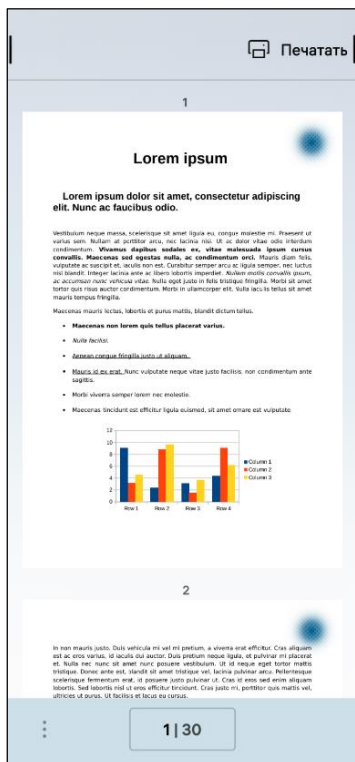 Печатать
1
Lorem ipsum
Lorem ipsum dolor sit amet, consectetur adipiscing
elit. Nunc ac faucibus odio.
Vestibulum neque massa, scelerisque sit amet ligula eu, congue molestie mi. Praesent ut
varius sem. Nullam at porttitor arcu, nec lacinia nisi. Ut ac dolor vitae odio interdum
condimentum. Vivamus dapibus sodales ex, vitae malesuada ipsum cursus
convallis. Maecenas sed egestas nulla, ac condimentum orci. Mauris diam felis,
vulputate ac suscipit et, iaculis non est. Curabitur semper arcu ac ligula semper, nec luctus
nisl blandit. Integer lacinia ante ac libero lobortis imperdiet. Nullam mollis convallis ipsum,
ac accumsan nunc vehicula vitae. Nulla eget justo in felis tristique fringilla. Morbi sit amet
tortor quis risus auctor condimentum. Morbi in ullamcorper elit. Nulla iaculis tellus sit amet
mauris tempus fringilla.
Maecenas mauris lectus, lobortis et purus mattis, blandit dictum tellus.
• Maecenas non lorem quis tellus placerat varius.
• Nulla facilisi.
• Aenean congue fringilla justo ut aliquam.
• Mauris id ex erat. Nunc vulputate neque vitae justo facilisis, non condimentum ante
sagittis.
• Morbi viverra semper lorem nec molestie.
• Maecenas tincidunt est efficitur ligula euismod, sit amet ornare est vulputate.
12
10
8
6
4
2
0
Row 1 Row 2 Row 3 Row 4
Column 1
Column 2
Column 3
2
In non mauris justo. Duis vehicula mi vel mi pretium, a viverra erat efficitur. Cras aliquam
est ac eros varius, id iaculis dui auctor. Duis pretium neque ligula, et pulvinar mi placerat
et. Nulla nec nunc sit amet nunc posuere vestibulum. Ut id neque eget tortor mattis
tristique. Donec ante est, blandit sit amet tristique vel, lacinia pulvinar arcu. Pellentesque
scelerisque fermentum erat, id posuere justo pulvinar ut. Cras id eros sed enim aliquam
lobortis. Sed lobortis nisl ut eros efficitur tincidunt. Cras justo mi, porttitor quis mattis vel,
ultricies ut purus. Ut facilisis et lacus eu cursus.
1|30